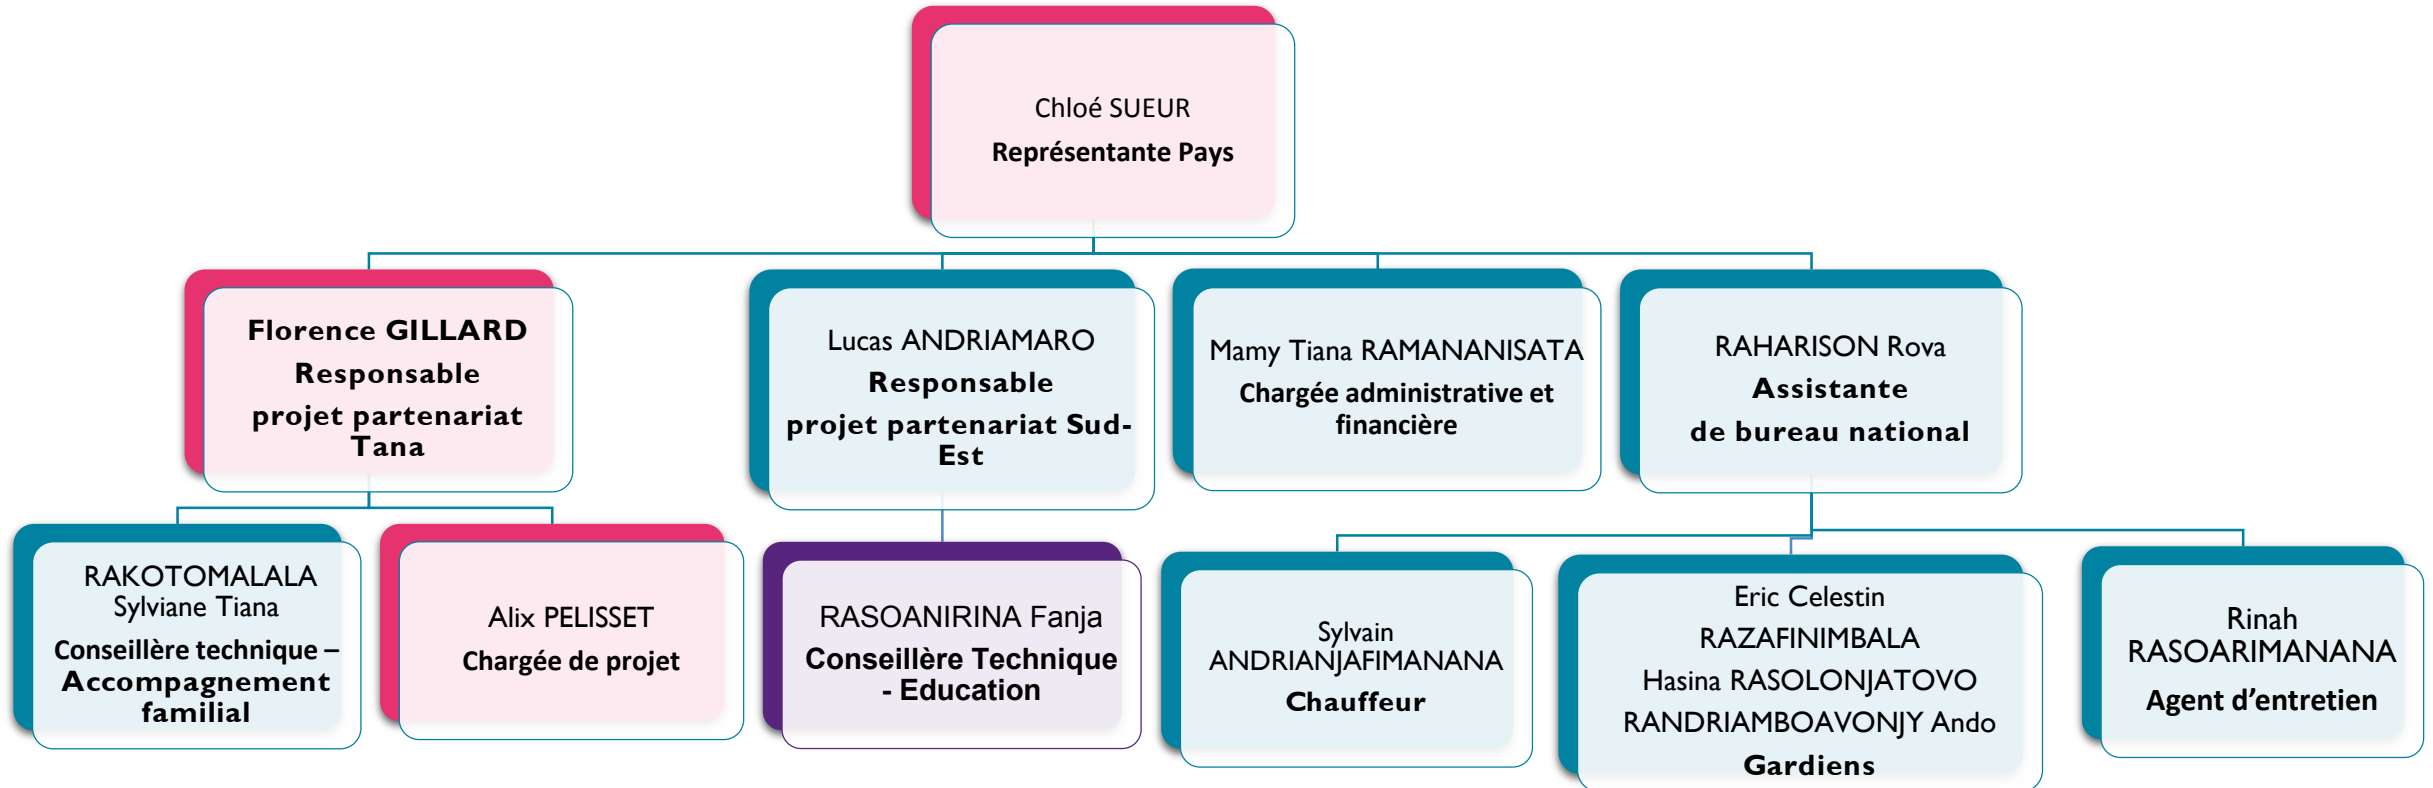 Chloé SUEUR
Représentante Pays
Florence GILLARD
Responsable
projet partenariat
Tana
Lucas ANDRIAMARO
Responsable
projet partenariat Sud-
Est
Mamy Tiana RAMANANISATA
Chargée administrative et
financière
RAHARISON Rova
Assistante
de bureau national
RAKOTOMALALA
Sylviane Tiana
Conseillère technique –
Accompagnement
familial
Alix PELISSET
Chargée de projet
RASOANIRINA Fanja
Conseillère Technique
- Education
Sylvain
ANDRIANJAFIMANANA
Chauffeur
Eric Celestin
RAZAFINIMBALA
Hasina RASOLONJATOVO
RANDRIAMBOAVONJY Ando
Gardiens
Rinah
RASOARIMANANA
Agent d’entretien